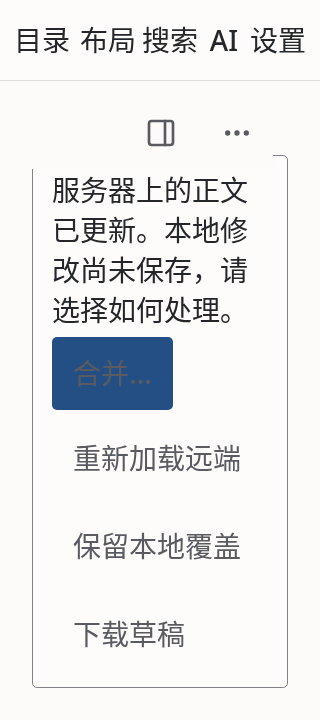 目录 布局 搜索 AI 设置
服务器上的正文
已更新。本地修
改尚未保存，请
选择如何处理。
合并...
重新加载远端
保留本地覆盖
下载草稿